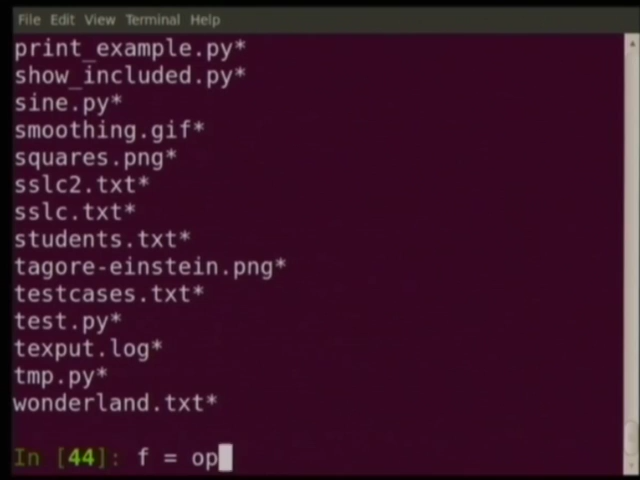 File Edit View Terminal Help
print_example.py*
show_included.py*
sine.py*
smoothing.gif*
squares.png*
sslc2.txt*
sslc.txt*
students.txt*
tagore-einstein.png*
testcases.txt*
test.py*
texput.log*
tmp.py*
wonderland.txt*
In [44]: f = op